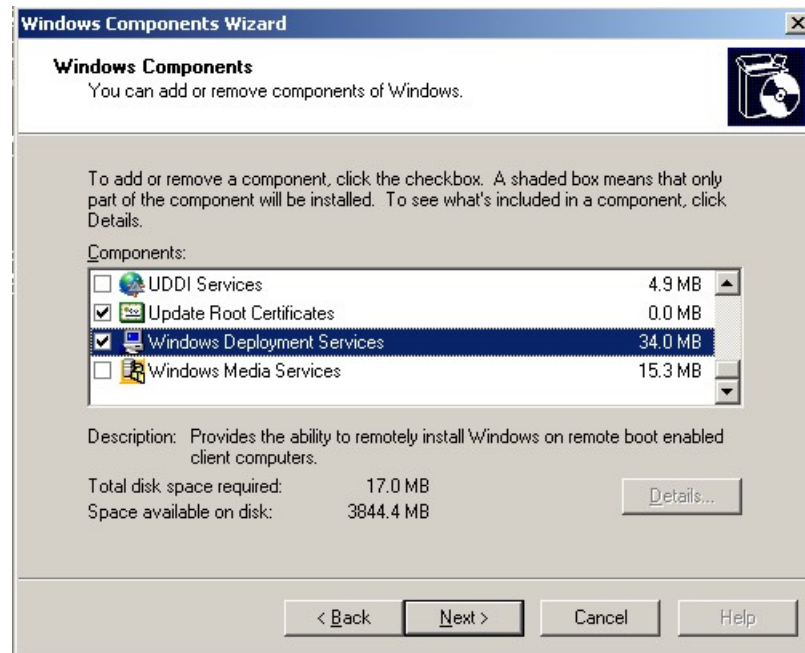 Windows Components Wizard
Windows Components
You can add or remove components of Windows.
To add or remove a component, click the checkbox. A shaded box means that only
part of the component will be installed. To see what's included in a component, click
Details.
Components:
UDDI Services 4.9 MB
Update Root Certificates 0.0 MB
Windows Deployment Services 34.0 MB
Windows Media Services 15.3 MB
Description: Provides the ability to remotely install Windows on remote boot enabled
client computers.
Total disk space required: 17.0 MB
Space available on disk: 3844.4 MB
Details...
< Back Next > Cancel Help